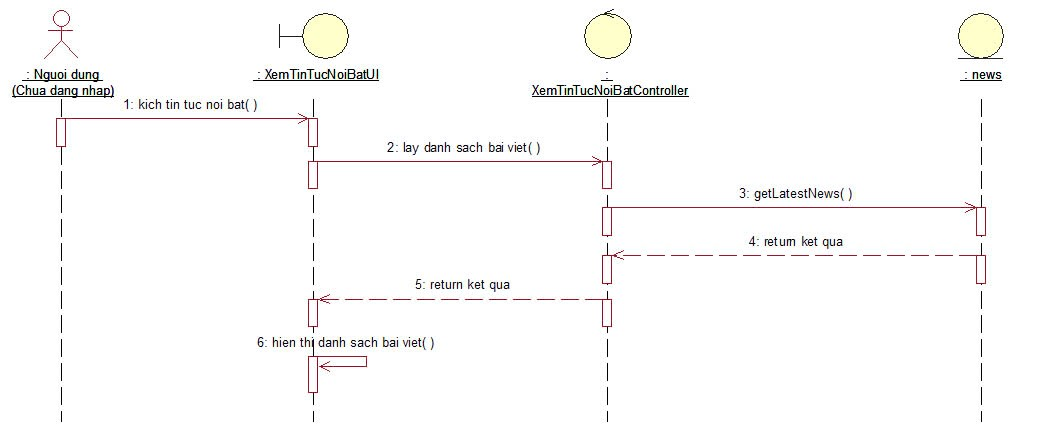 : Nguoi dung
(Chua dang nhap)
: XemTinTucNoiBatUI
:
XemTinTucNoiBatController
: news
1: kich tin tuc noi bat( )
2: lay danh sach bai viet( )
3: getLatestNews( )
4: return ket qua
5: return ket qua
6: hien thi danh sach bai viet( )